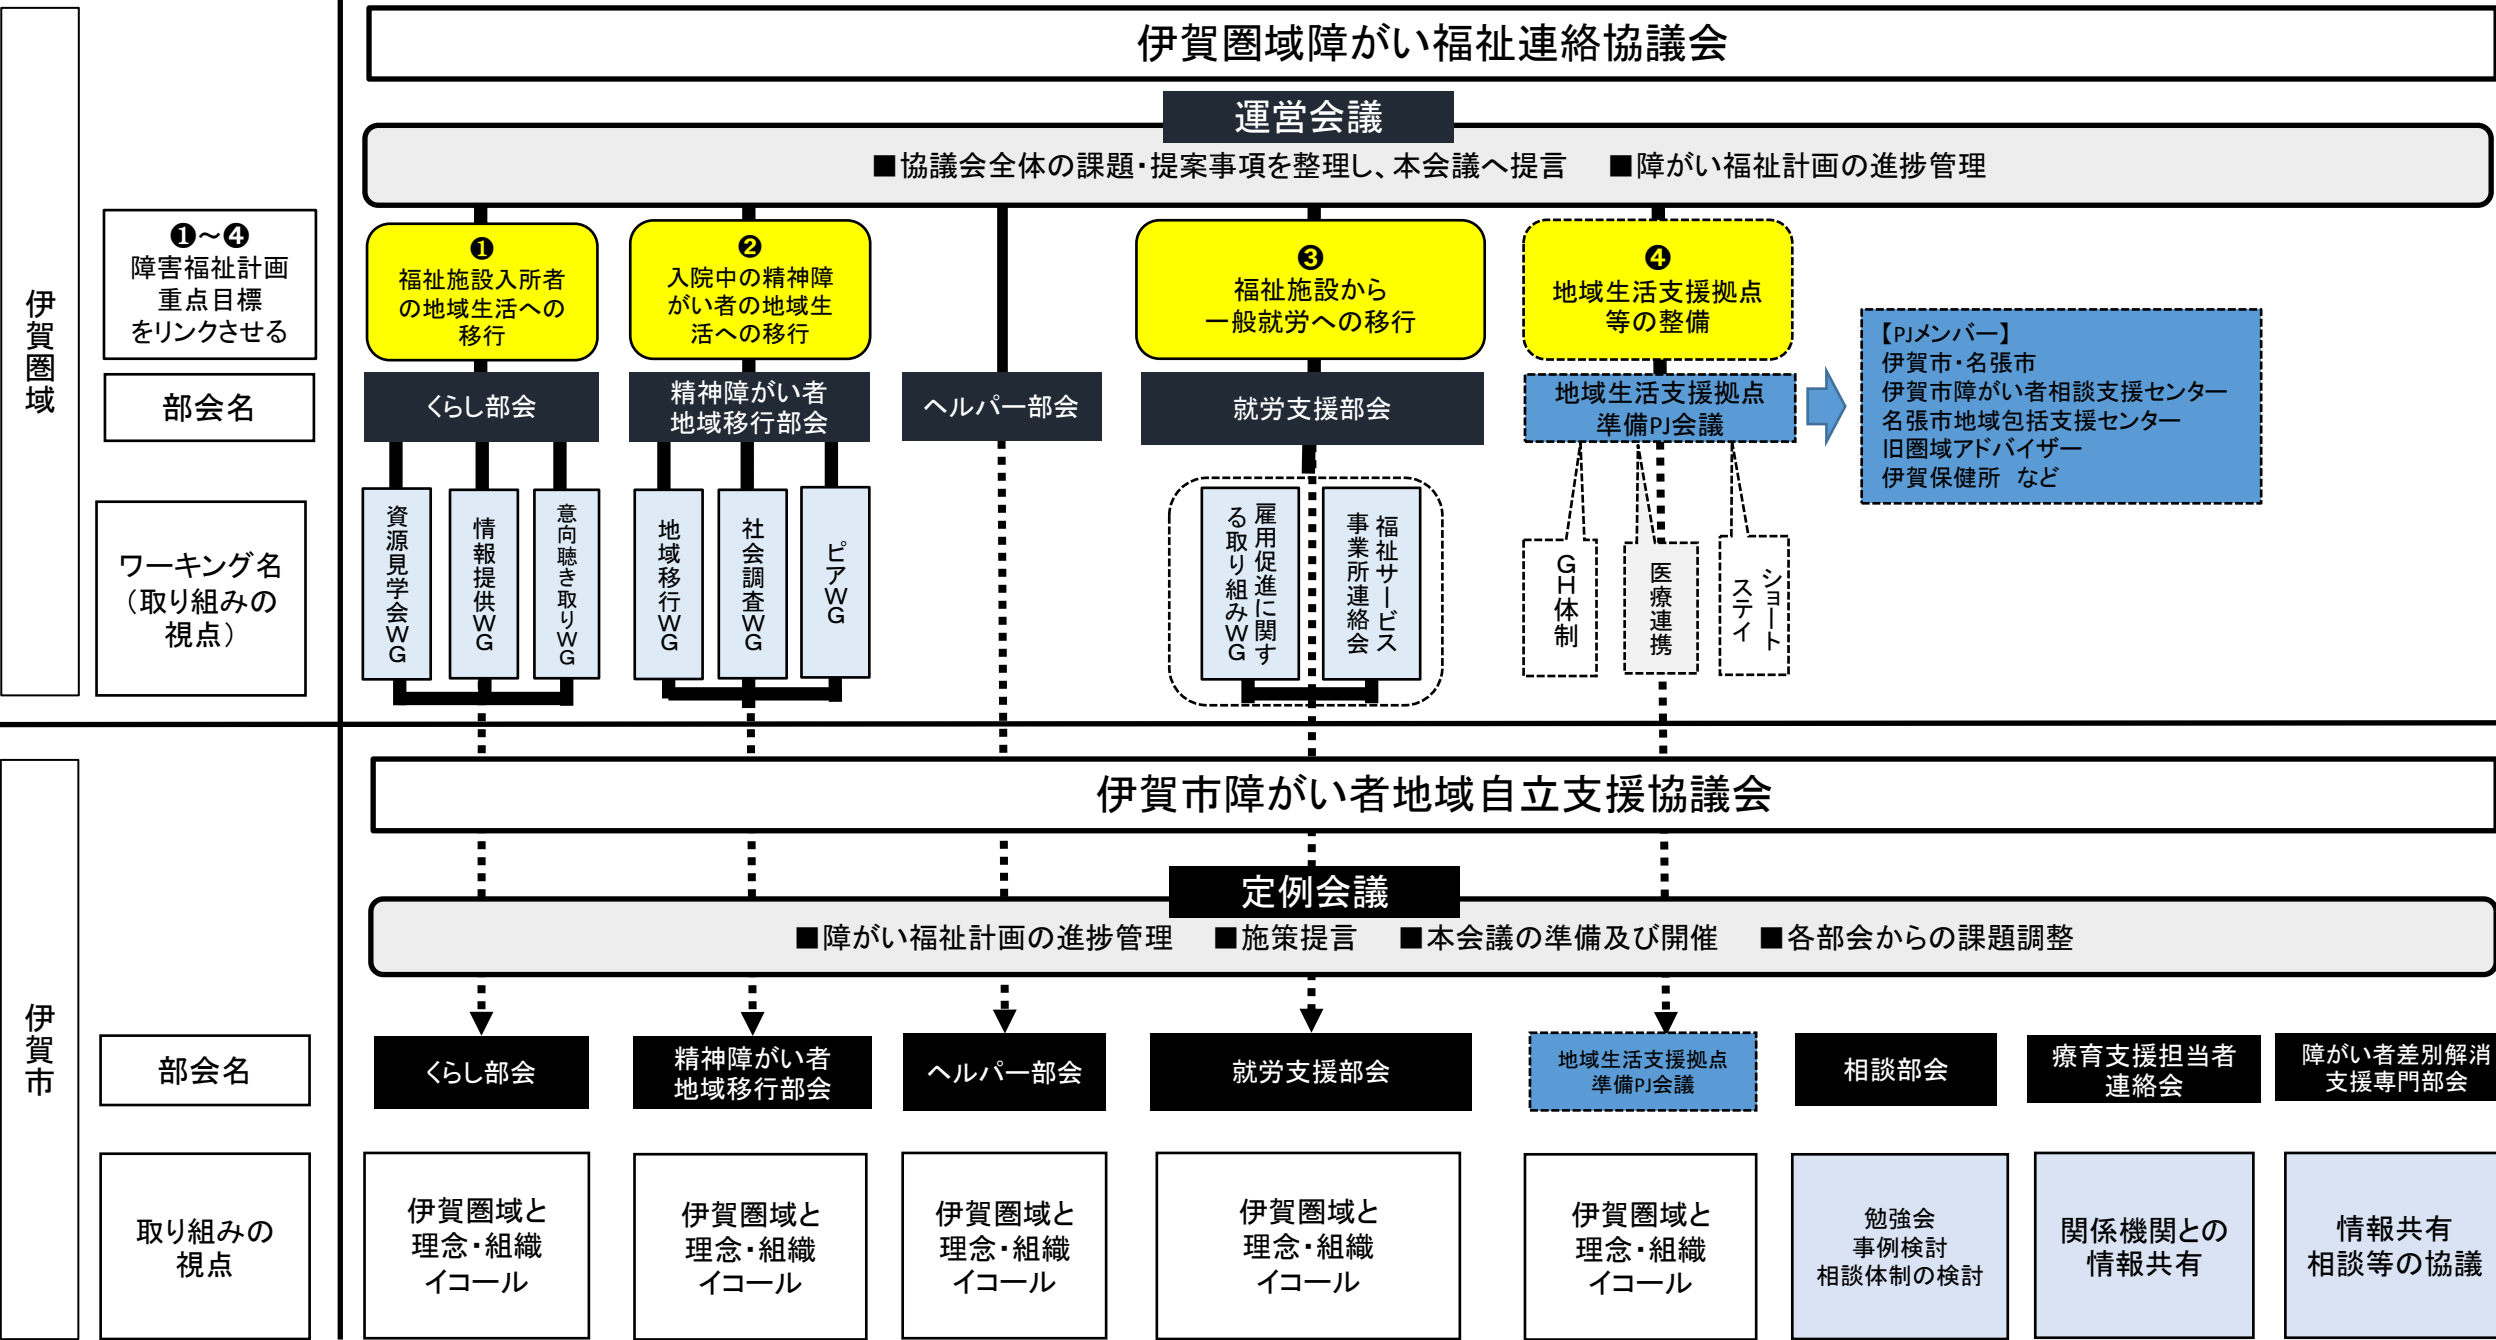 伊賀圏域
伊賀圏域障がい福祉連絡協議会
運営会議
■協議会全体の課題・提案事項を整理し、本会議へ提言　■障がい福祉計画の進捗管理
❶～❹
障害福祉計画
重点目標
をリンクさせる
❶
福祉施設入所者
の地域生活への
移行
❷
入院中の精神障
がい者の地域生
活への移行
❸
福祉施設から
一般就労への移行
❹
地域生活支援拠点
等の整備
【PJメンバー】
伊賀市・名張市
伊賀市障がい者相談支援センター
名張市地域包括支援センター
旧圏域アドバイザー
伊賀保健所　など
部会名
くらし部会
精神障がい者
地域移行部会
ヘルパー部会
就労支援部会
地域生活支援拠点
準備PJ会議
ワーキング名
（取り組みの
視点）
資源見学会WG
情報提供WG
意向聴き取りWG
地域移行WG
社会調査WG
ピアWG
雇用促進に関す
る取り組みWG
福祉サービス
事業所連絡会
GH体制
医療連携
ショート
ステイ
伊賀市
伊賀市障がい者地域自立支援協議会
定例会議
■障がい福祉計画の進捗管理　■施策提言　■本会議の準備及び開催　■各部会からの課題調整
部会名
くらし部会
精神障がい者
地域移行部会
ヘルパー部会
就労支援部会
地域生活支援拠点
準備PJ会議
相談部会
療育支援担当者
連絡会
障がい者差別解消
支援専門部会
取り組みの
視点
伊賀圏域と
理念・組織
イコール
伊賀圏域と
理念・組織
イコール
伊賀圏域と
理念・組織
イコール
伊賀圏域と
理念・組織
イコール
伊賀圏域と
理念・組織
イコール
勉強会
事例検討
相談体制の検討
関係機関との
情報共有
情報共有
相談等の協議